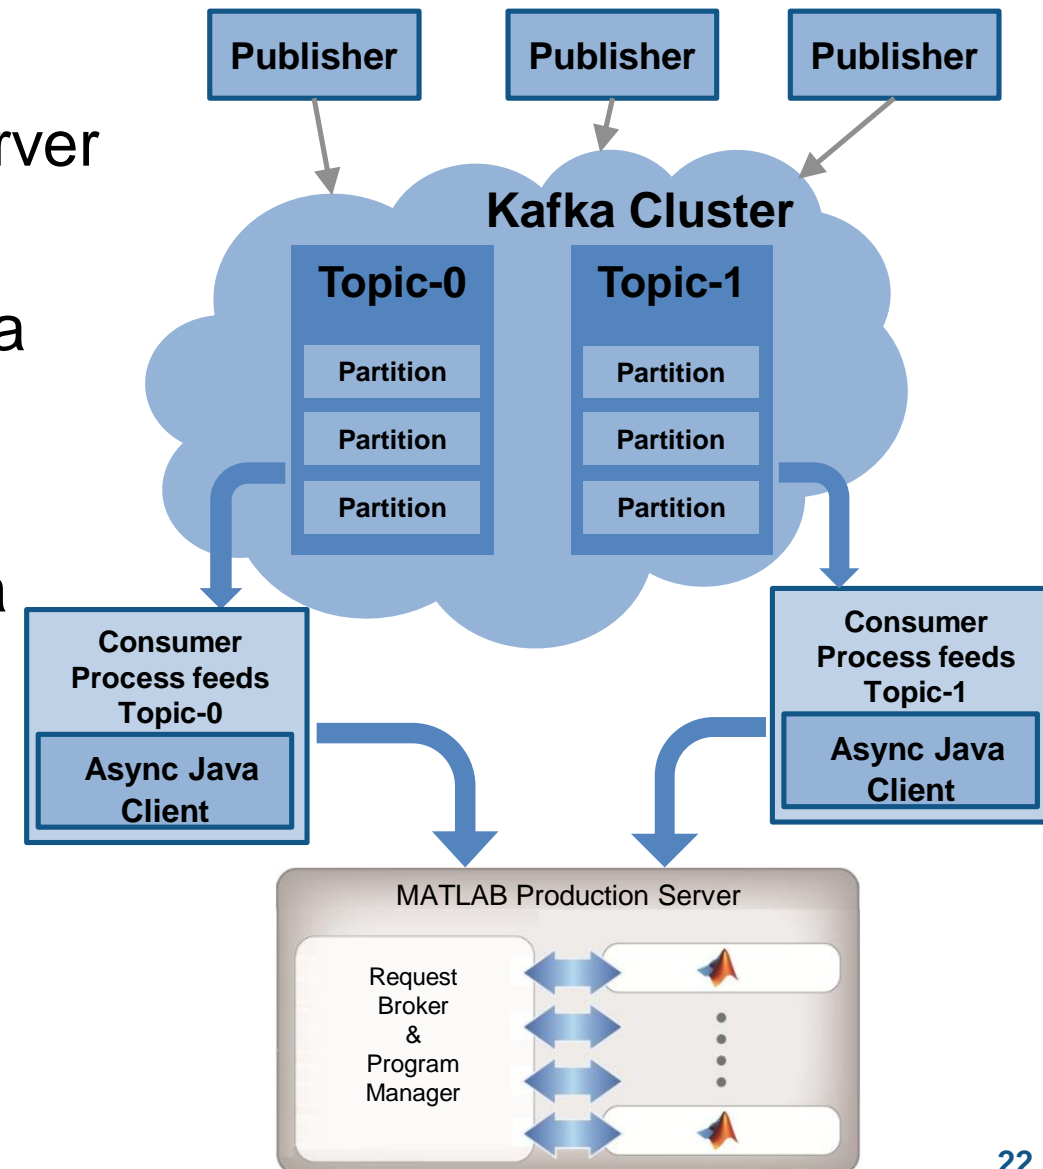 Publisher
Publisher
Publisher
rver
Kafka Cluster
Topic-0
Topic-1
a
Partition
Partition
Partition
Partition
Partition
Partition
a
Consumer
Process feeds
Topic-0
Async Java
Client
Consumer
Process feeds
Topic-1
Async Java
Client
MATLAB Production Server
Request
Broker
&
Program
Manager
22